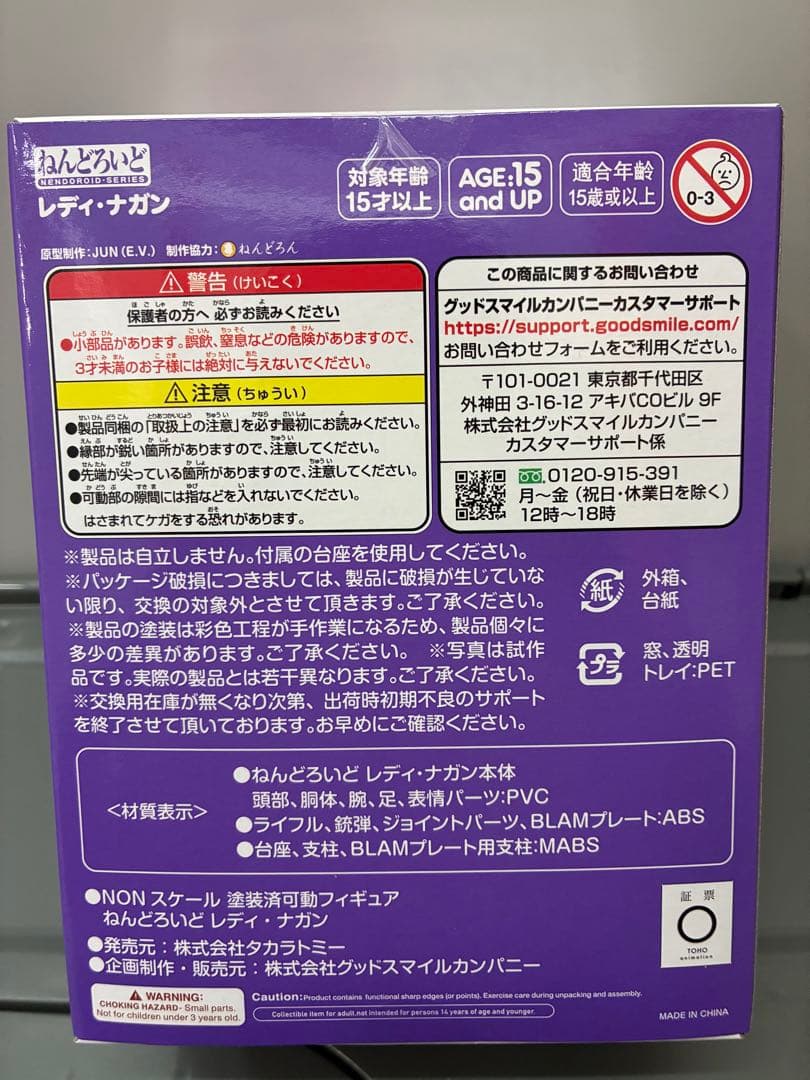 ねんどろいど
NENDOROID・SERIES
レディ・ナガン
対象年齢
15才以上
AGE:15
and UP
適合年齢
15歳或以上
0-3
原型制作:JUN(E.V.) 制作協力:ねんどろん
⚠警告(けいこく)
保護者の方へ 必ずお読みください
●小部品があります。誤飲、窒息などの危険がありますので、
3才未満のお子様には絶対に与えないでください。
⚠注意(ちゅうい)
●製品同梱の「取扱上の注意」を必ず最初にお読みください。
●縁部が鋭い箇所がありますので、注意してください。
●先端が尖っている箇所がありますので、注意してください。
●可動部の隙間には指などを入れないでください。
はさまれてケガをする恐れがあります。
この商品に関するお問い合わせ
グッドスマイルカンパニーカスタマーサポート
https://support.goodsmile.com/
お問い合わせフォームをご利用ください。
〒101-0021 東京都千代田区
外神田 3-16-12 アキバCOビル 9F
株式会社グッドスマイルカンパニー
カスタマーサポート係
0120-915-391
月〜金(祝日・休業日を除く)
12時〜18時
※製品は自立しません。付属の台座を使用してください。
※パッケージ破損につきましては、製品に破損が生じていな
い限り、交換の対象外とさせて頂きます。ご了承ください。
※製品の塗装は彩色工程が手作業になるため、製品個々に
多少の差異があります。ご了承ください。 ※写真は試作
品です。実際の製品とは若干異なります。ご了承ください。
※交換用在庫が無くなり次第、出荷時初期不良のサポート
を終了させて頂いております。お早めにご確認ください。
紙
外箱、
台紙
プラ
窓、透明
トレイ:PET
<材質表示>
●ねんどろいど レディ・ナガン本体
頭部、胴体、腕、足、表情パーツ:PVC
●ライフル、銃弾、ジョイントパーツ、BLAMプレート:ABS
●台座、支柱、BLAMプレート用支柱:MABS
●NON スケール 塗装済可動フィギュア
ねんどろいど レディ・ナガン
●発売元:株式会社タカラトミー
●企画制作・販売元:株式会社グッドスマイルカンパニー
証票
TOHO
animation
⚠WARNING:
CHOKING HAZARD- Small parts.
Not for children under 3 years old.
Caution:Product contains functional sharp edges (or points). Exercise care during unpacking and assembly.
Collectible item for adult.not intended for persons 14 years of age and younger.
MADE IN CHINA